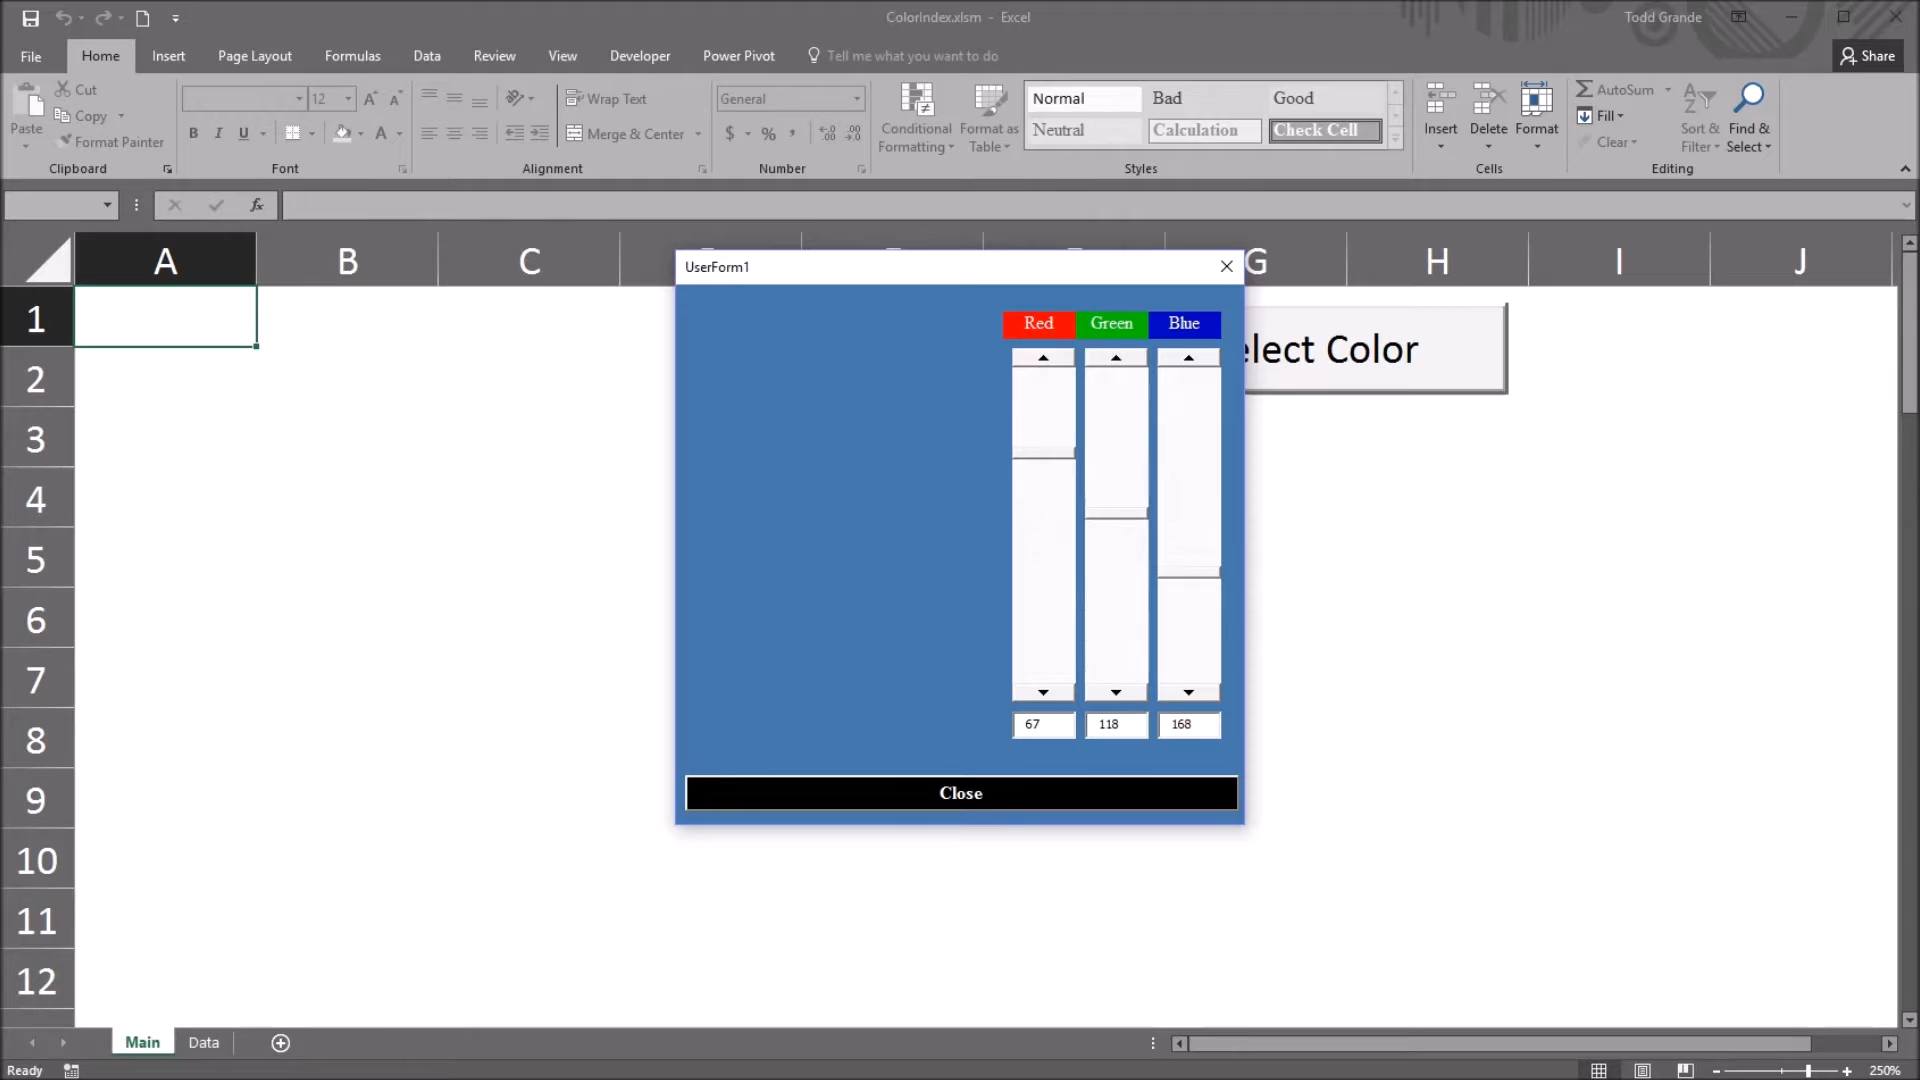 ColorIndex.xlsm - Excel
Todd Grande
File Home Insert Page Layout Formulas Data Review View Developer Power Pivot Tell me what you want to do
Share
Paste
Cut
Copy
Format Painter
Clipboard
12
B I U
Font
Wrap Text
Merge & Center
Alignment
General
$ % ,
Number
Conditional
Formatting
Format as
Table
Normal Bad Good
Neutral Calculation Check Cell
Styles
Insert Delete Format
Cells
AutoSum
Fill
Clear
Sort &
Filter
Find &
Select
Editing
fx
A B C G H I J
UserForm1
Red Green Blue
elect Color
67 118 168
Close
1
2
3
4
5
6
7
8
9
10
11
12
Main Data
Ready
250%